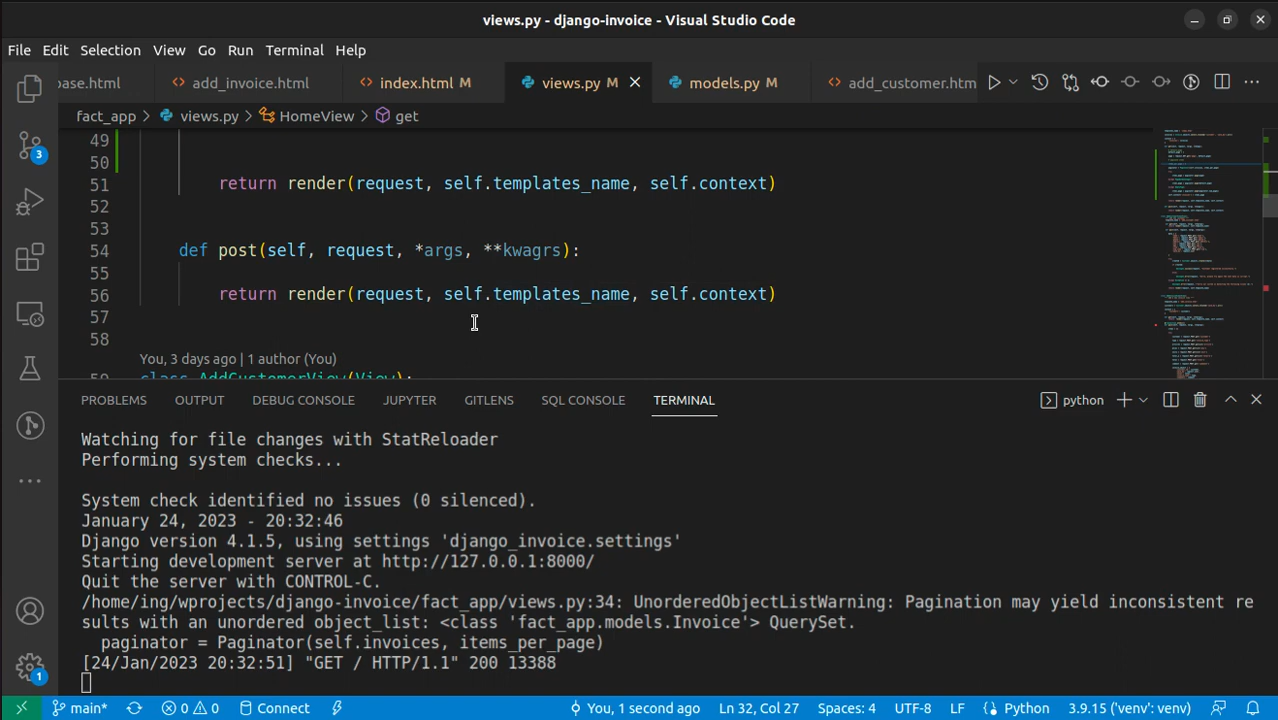 views.py - django-invoice - Visual Studio Code
File Edit Selection View Go Run Terminal Help
base.html add_invoice.html index.html M views.py M models.py M add_customer.htm
fact_app > views.py > HomeView > get
49
50
51 return render(request, self.templates_name, self.context)
52
53
54 def post(self, request, *args, **kwagrs):
55
56 return render(request, self.templates_name, self.context)
57
58
You, 3 days ago | 1 author (You)
59 class AddCustomerView(View):
PROBLEMS OUTPUT DEBUG CONSOLE JUPYTER GITLENS SQL CONSOLE TERMINAL python
Watching for file changes with StatReloader
Performing system checks...
System check identified no issues (0 silenced).
January 24, 2023 - 20:32:46
Django version 4.1.5, using settings 'django_invoice.settings'
Starting development server at http://127.0.0.1:8000/
Quit the server with CONTROL-C.
/home/ing/wprojects/django-invoice/fact_app/views.py:34: UnorderedObjectListWarning: Pagination may yield inconsistent re
sults with an unordered object_list: <class 'fact_app.models.Invoice'> QuerySet.
paginator = Paginator(self.invoices, items_per_page)
[24/Jan/2023 20:32:51] "GET / HTTP/1.1" 200 13388
3
1
main* 0 0 Connect You, 1 second ago Ln 32, Col 27 Spaces: 4 UTF-8 LF Python 3.9.15 ('venv': venv)